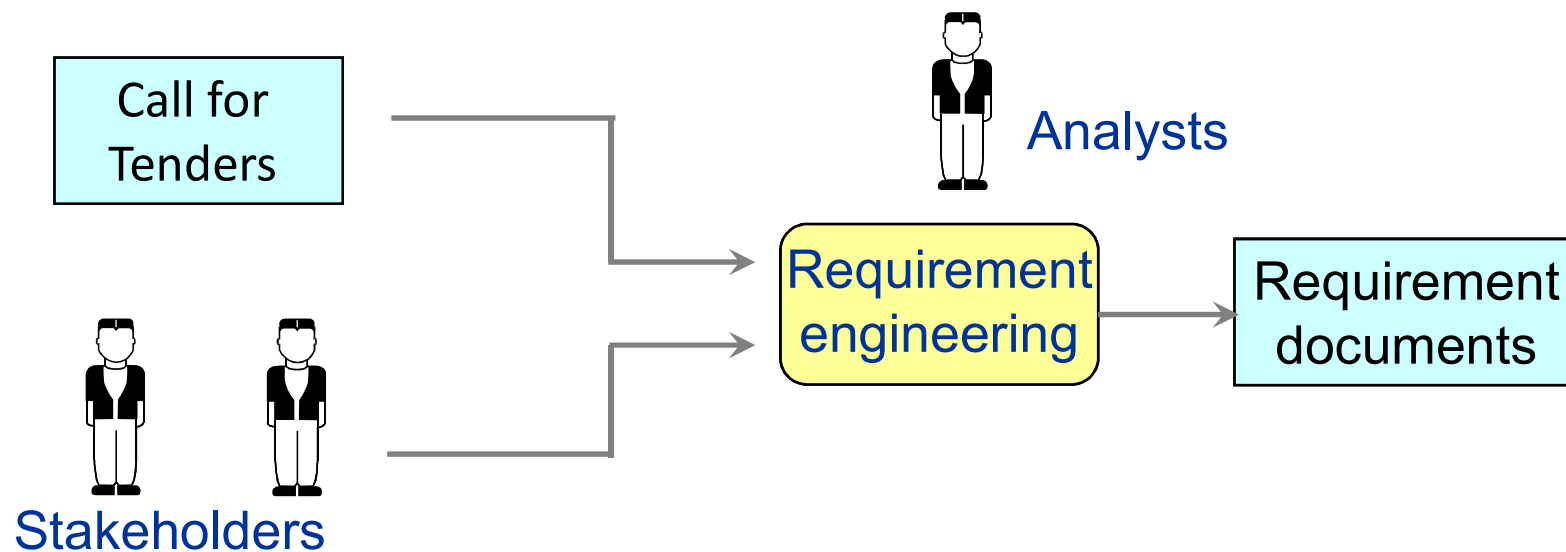 Call for
Tenders
Analysts
Requirement
engineering
Requirement
documents
Stakeholders